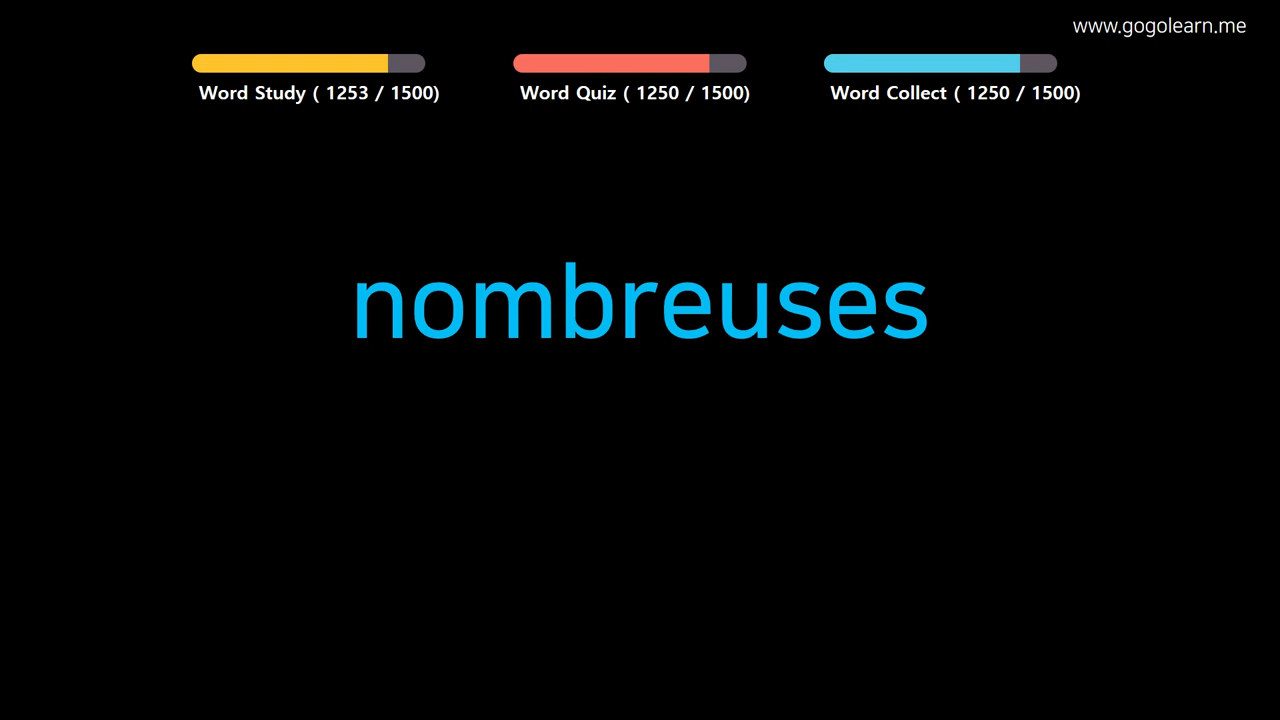 www.gogolearn.me
Word Study ( 1253 / 1500)
Word Quiz ( 1250 / 1500)
Word Collect ( 1250 / 1500)
nombreuses